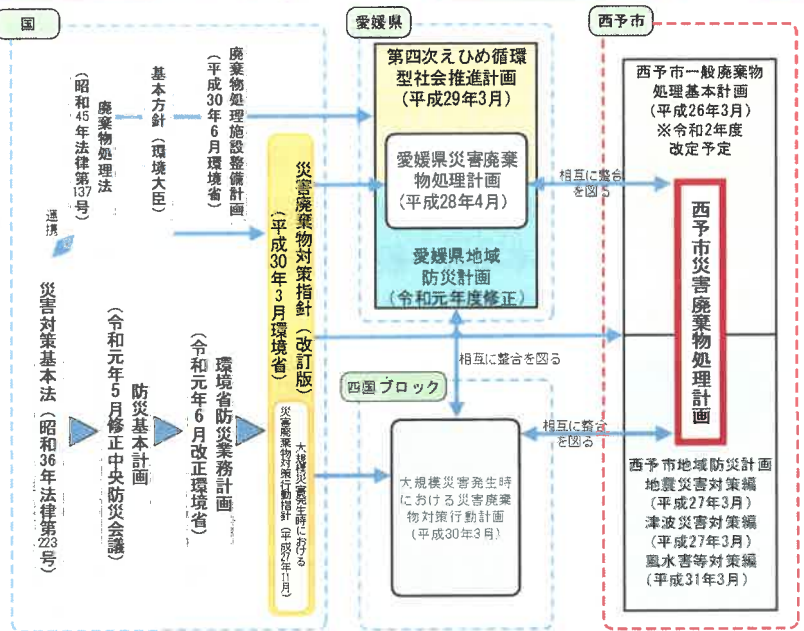 国
廃棄物処理法
(昭和45年法律第137号)
基本方針(環境大臣)
廃棄物処理施設整備計画
(平成30年6月環境省)
連携
災害対策基本法(昭和36年法律第223号)
防災基本計画
(令和元年5月修正中央防災会議)
環境省防災業務計画
(令和元年6月改正環境省)
災害廃棄物対策指針(改訂版)
(平成30年3月環境省)
大規模災害発生時における
災害廃棄物対策行動指針(平成27年11月)
愛媛県
第四次えひめ循環
型社会推進計画
(平成29年3月)
愛媛県災害廃棄
物処理計画
(平成28年4月)
愛媛県地域
防災計画
(令和元年度修正)
相互に整合を図る
四国ブロック
大規模災害発生時
における災害廃棄
物対策行動計画
(平成30年3月)
相互に整合
を図る
相互に整合
を図る
西予市
西予市一般廃棄物
処理基本計画
(平成26年3月)
※令和2年度
改定予定
西予市災害廃棄物処理計画
西予市地域防災計画
地震災害対策編
(平成27年3月)
津波災害対策編
(平成27年3月)
風水害等対策編
(平成31年3月)